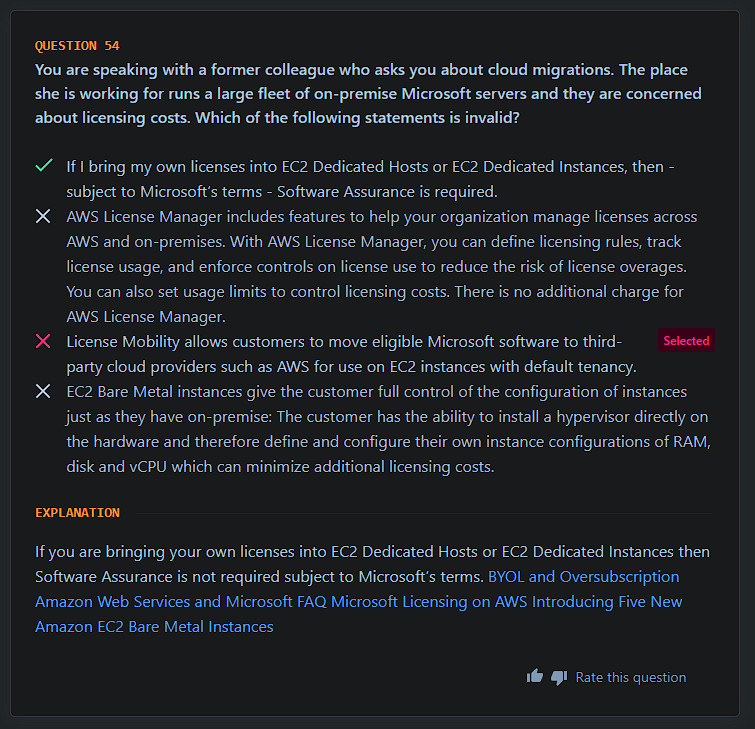 QUESTION 54
You are speaking with a former colleague who asks you about cloud migrations. The place
she is working for runs a large fleet of on-premise Microsoft servers and they are concerned
about licensing costs. Which of the following statements is invalid?
If I bring my own licenses into EC2 Dedicated Hosts or EC2 Dedicated Instances, then -
subject to Microsoft's terms - Software Assurance is required.
AWS License Manager includes features to help your organization manage licenses across
AWS and on-premises. With AWS License Manager, you can define licensing rules, track
license usage, and enforce controls on license use to reduce the risk of license overages.
You can also set usage limits to control licensing costs. There is no additional charge for
AWS License Manager.
License Mobility allows customers to move eligible Microsoft software to third-
Selected
party cloud providers such as AWS for use on EC2 instances with default tenancy.
EC2 Bare Metal instances give the customer full control of the configuration of instances
just as they have on-premise: The customer has the ability to install a hypervisor directly on
the hardware and therefore define and configure their own instance configurations of RAM,
disk and vCPU which can minimize additional licensing costs.
EXPLANATION
If you are bringing your own licenses into EC2 Dedicated Hosts or EC2 Dedicated Instances then
Software Assurance is not required subject to Microsoft's terms. BYOL and Oversubscription
Amazon Web Services and Microsoft FAQ Microsoft Licensing on AWS Introducing Five New
Amazon EC2 Bare Metal Instances
Rate this question